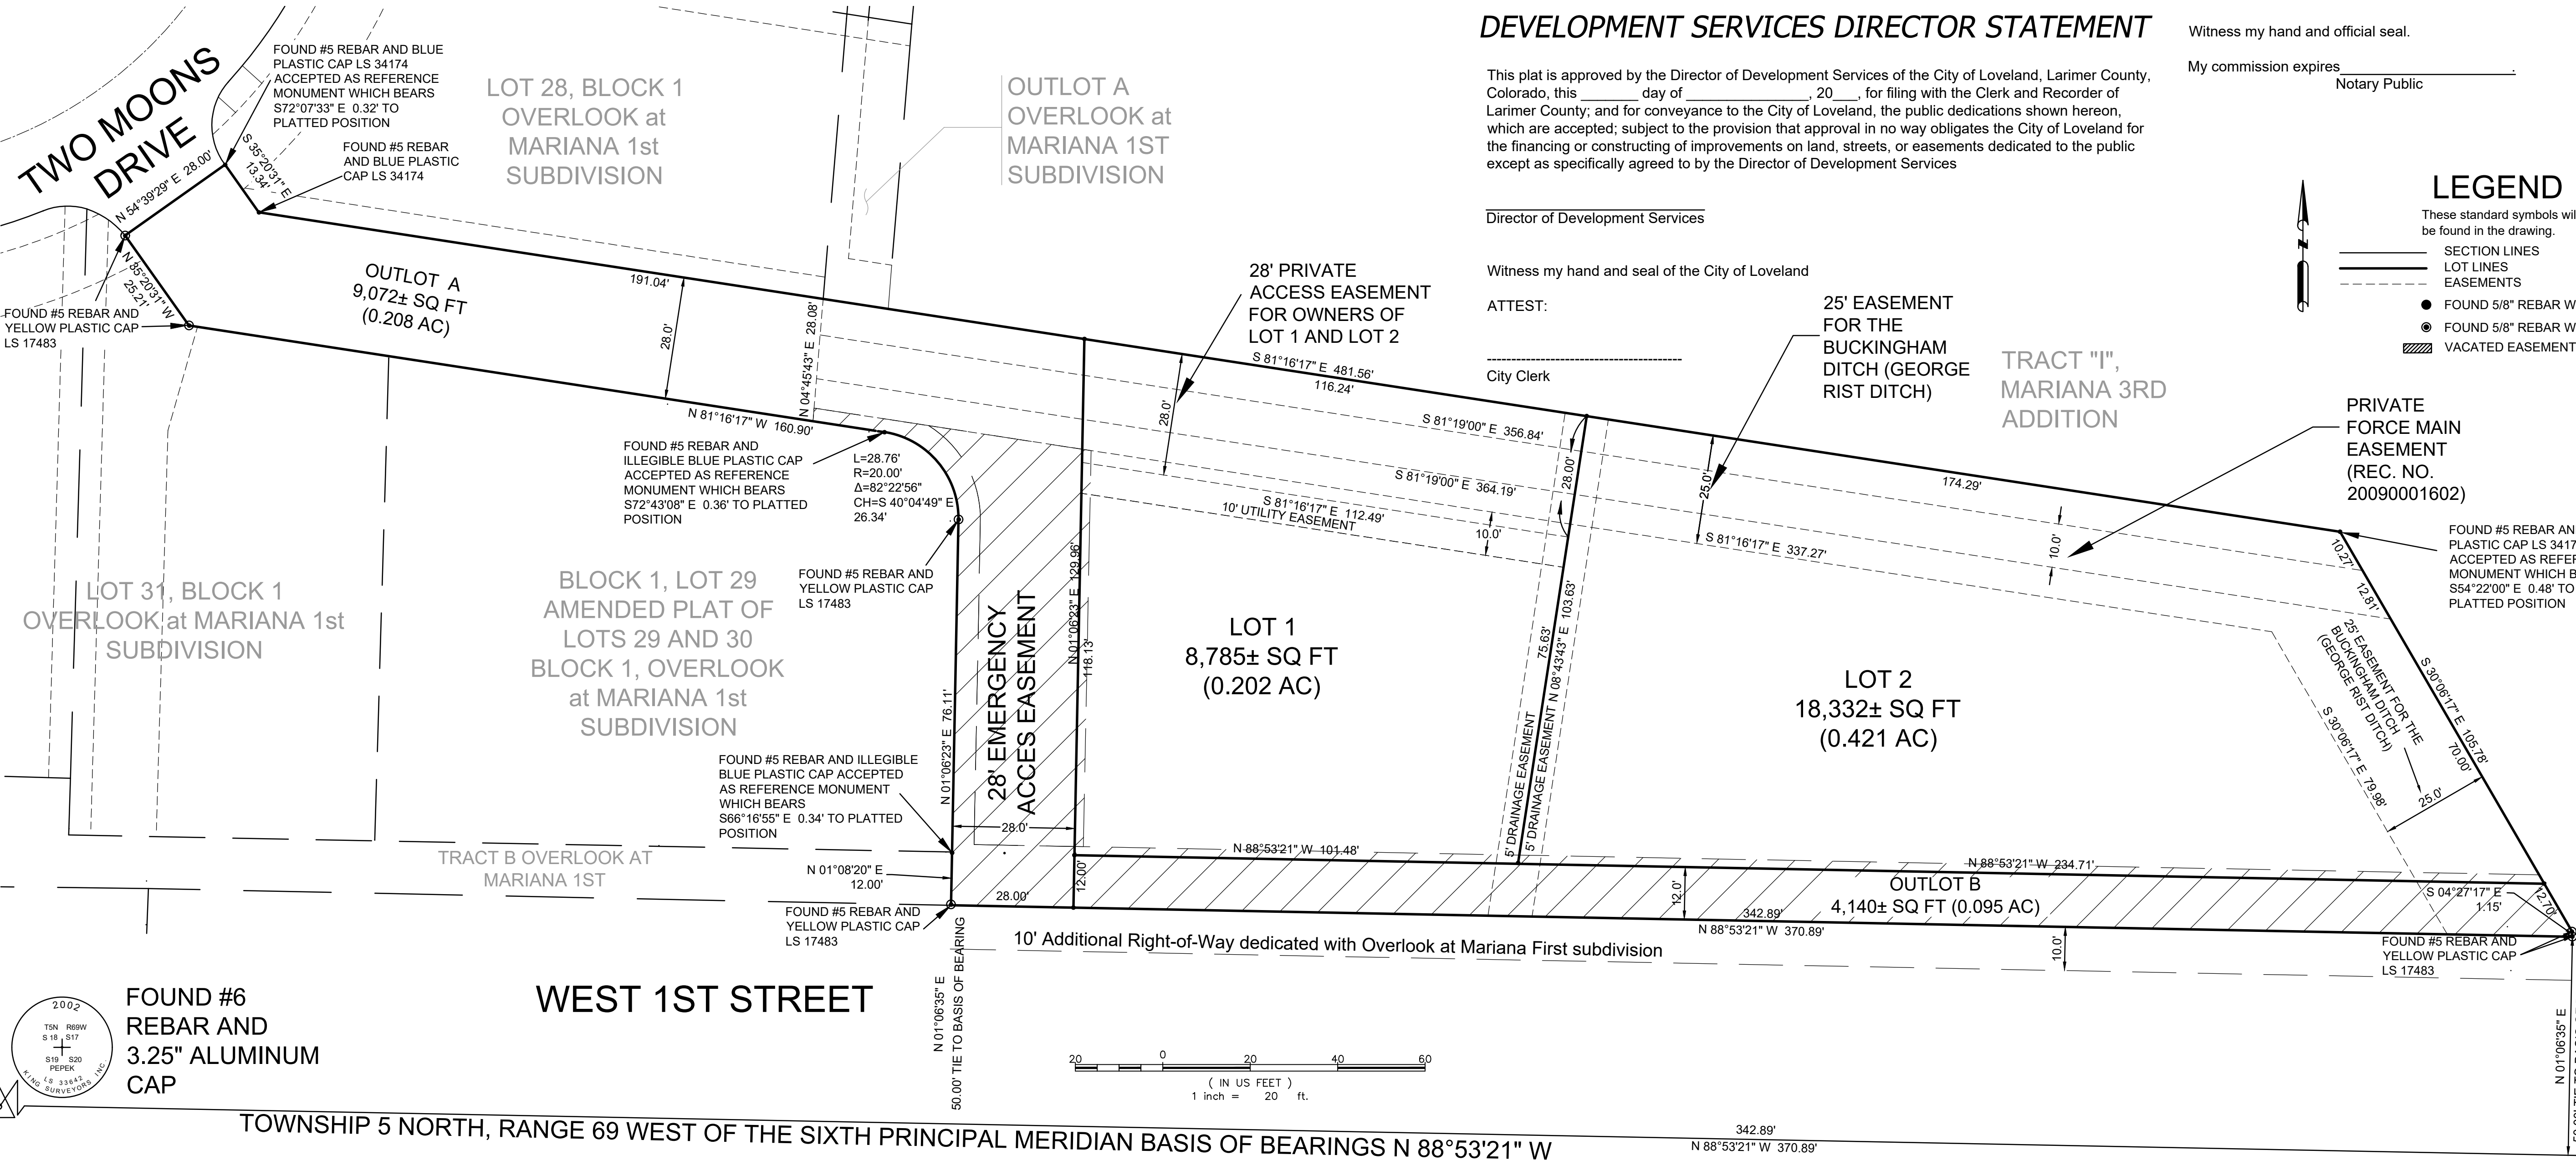 DEVELOPMENT SERVICES DIRECTOR STATEMENT
This plat is approved by the Director of Development Services of the City of Loveland, Larimer County,
Colorado, this _______ day of _______________, 20___, for filing with the Clerk and Recorder of
Larimer County; and for conveyance to the City of Loveland, the public dedications shown hereon,
which are accepted; subject to the provision that approval in no way obligates the City of Loveland for
the financing or constructing of improvements on land, streets, or easements dedicated to the public
except as specifically agreed to by the Director of Development Services
Director of Development Services
Witness my hand and seal of the City of Loveland
ATTEST:
----------------------------------------
City Clerk
Witness my hand and official seal.
My commission expires______________________.
Notary Public
LEGEND
These standard symbols wil
be found in the drawing.
SECTION LINES
LOT LINES
EASEMENTS
FOUND 5/8" REBAR W
FOUND 5/8" REBAR W
VACATED EASEMENT
N
TWO MOONS
DRIVE
FOUND #5 REBAR AND BLUE
PLASTIC CAP LS 34174
ACCEPTED AS REFERENCE
MONUMENT WHICH BEARS
S72°07'33" E 0.32' TO
PLATTED POSITION
FOUND #5 REBAR
AND BLUE PLASTIC
CAP LS 34174
S 35°20'31" E
13.34'
N 54°39'29" E 28.00'
N 85°20'31" W
25.21'
FOUND #5 REBAR AND
YELLOW PLASTIC CAP
LS 17483
LOT 28, BLOCK 1
OVERLOOK at
MARIANA 1st
SUBDIVISION
OUTLOT A
OVERLOOK at
MARIANA 1ST
SUBDIVISION
OUTLOT A
9,072± SQ FT
(0.208 AC)
191.04'
28.0'
N 04°45'43" E 28.08'
N 81°16'17" W 160.90'
28' PRIVATE
ACCESS EASEMENT
FOR OWNERS OF
LOT 1 AND LOT 2
S 81°16'17" E 481.56'
116.24'
28.0'
25' EASEMENT
FOR THE
BUCKINGHAM
DITCH (GEORGE
RIST DITCH)
TRACT "I",
MARIANA 3RD
ADDITION
PRIVATE
FORCE MAIN
EASEMENT
(REC. NO.
20090001602)
S 81°19'00" E 356.84'
S 81°19'00" E 364.19'
S 81°16'17" E 112.49'
10' UTILITY EASEMENT
10.0'
28.00'
25.0'
174.29'
S 81°16'17" E 337.27'
10.0'
FOUND #5 REBAR AN
PLASTIC CAP LS 3417
ACCEPTED AS REFER
MONUMENT WHICH B
S54°22'00" E 0.48' TO
PLATTED POSITION
10.27'
12.81'
FOUND #5 REBAR AND
ILLEGIBLE BLUE PLASTIC CAP
ACCEPTED AS REFERENCE
MONUMENT WHICH BEARS
S72°43'08" E 0.36' TO PLATTED
POSITION
L=28.76'
R=20.00'
Δ=82°22'56"
CH=S 40°04'49" E
26.34'
FOUND #5 REBAR AND
YELLOW PLASTIC CAP
LS 17483
LOT 31, BLOCK 1
OVERLOOK at MARIANA 1st
SUBDIVISION
BLOCK 1, LOT 29
AMENDED PLAT OF
LOTS 29 AND 30
BLOCK 1, OVERLOOK
at MARIANA 1st
SUBDIVISION
28' EMERGENCY
ACCES EASEMENT
N 01°06'23" E 129.96'
118.13'
N 01°06'23" E 76.11'
LOT 1
8,785± SQ FT
(0.202 AC)
75.63'
N 08°43'43" E 103.63'
5' DRAINAGE EASEMENT
5' DRAINAGE EASEMENT
LOT 2
18,332± SQ FT
(0.421 AC)
25' EASEMENT FOR THE
BUCKINGHAM DITCH
(GEORGE RIST DITCH)
S 30°06'17" E 105.78'
70.00'
S 30°06'17" E 79.98'
25.0'
FOUND #5 REBAR AND ILLEGIBLE
BLUE PLASTIC CAP ACCEPTED
AS REFERENCE MONUMENT
WHICH BEARS
S66°16'55" E 0.34' TO PLATTED
POSITION
28.0'
TRACT B OVERLOOK AT
MARIANA 1ST
N 01°08'20" E
12.00'
28.00'
12.00'
N 88°53'21" W 101.48'
N 88°53'21" W 234.71'
12.0'
OUTLOT B
4,140± SQ FT (0.095 AC)
S 04°27'17" E
1.15'
12.70'
342.89'
N 88°53'21" W 370.89'
10.0'
FOUND #5 REBAR AND
YELLOW PLASTIC CAP
LS 17483
FOUND #5 REBAR AND
YELLOW PLASTIC CAP
LS 17483
10' Additional Right-of-Way dedicated with Overlook at Mariana First subdivision
N 01°06'35" E
50.00' TIE TO BASIS OF BEARING
WEST 1ST STREET
2002
T5N R69W
S 18 S17
S19 S20
PEPEK
LS 33642
KING SURVEYORS INC
FOUND #6
REBAR AND
3.25" ALUMINUM
CAP
20 0 20 40 60
( IN US FEET )
1 inch = 20 ft.
N 01°06'35" E
TOWNSHIP 5 NORTH, RANGE 69 WEST OF THE SIXTH PRINCIPAL MERIDIAN BASIS OF BEARINGS N 88°53'21" W
342.89'
N 88°53'21" W 370.89'